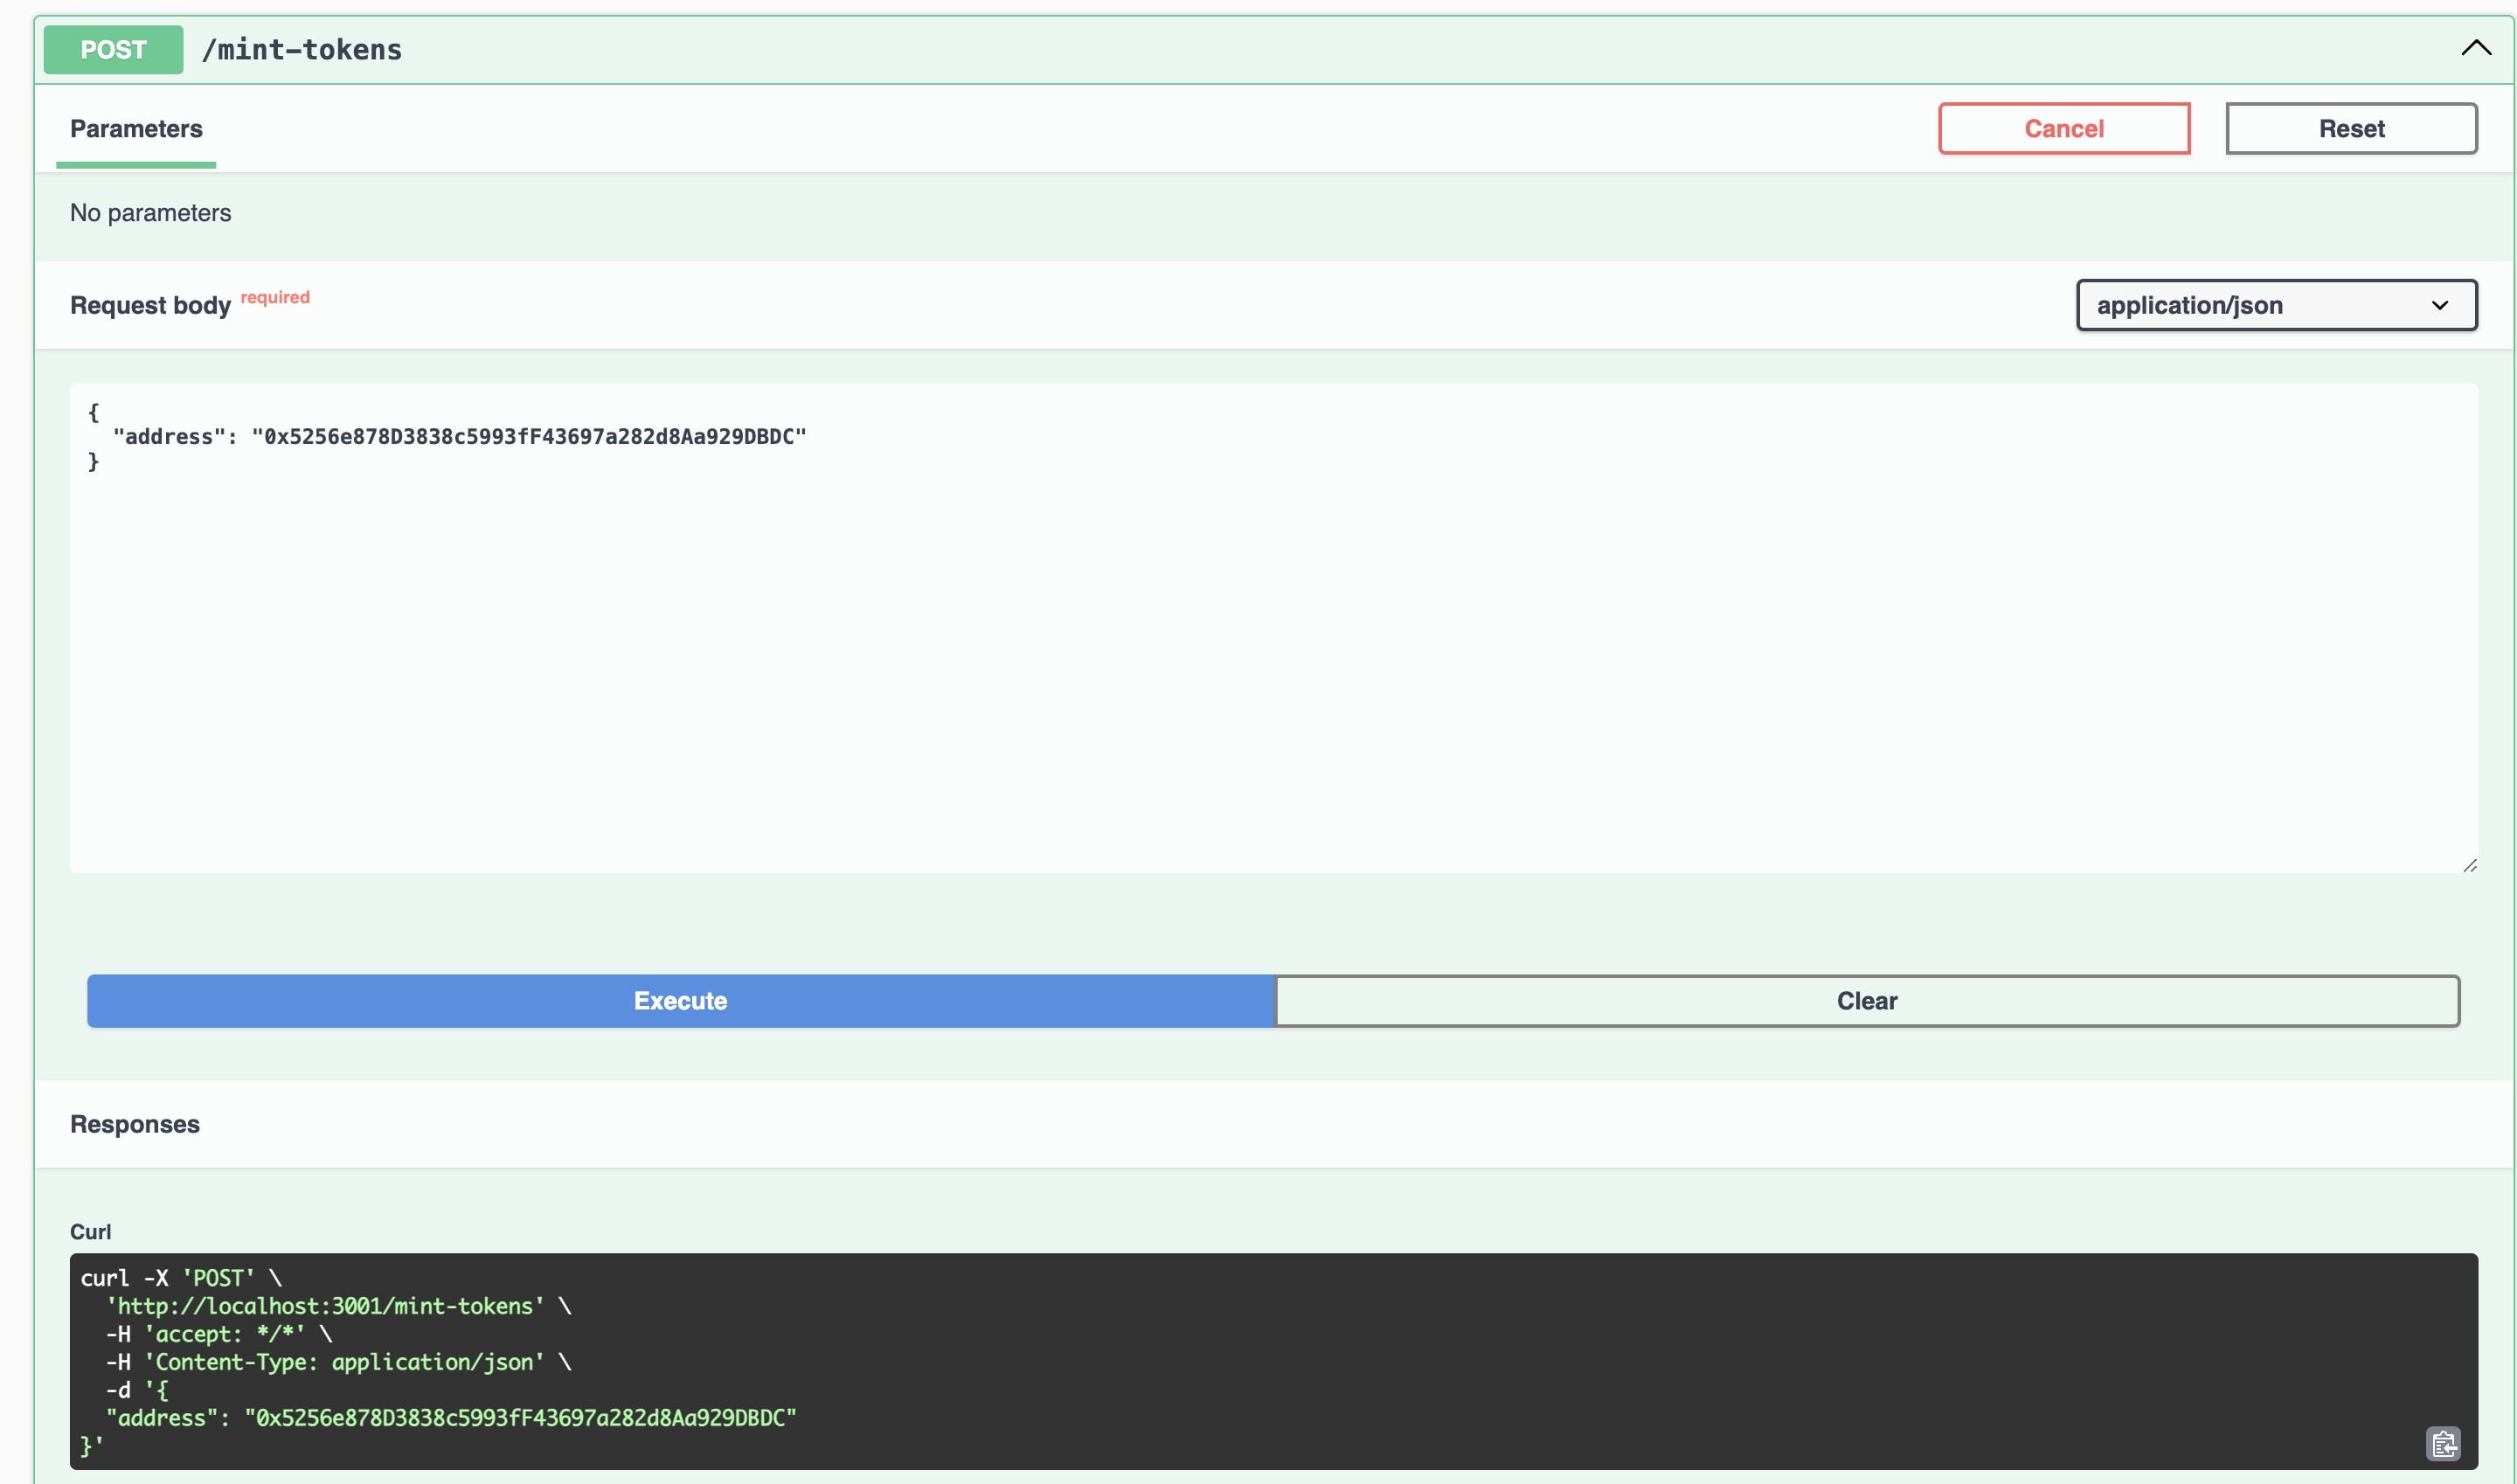 POST /mint-tokens
Parameters
Cancel
Reset
No parameters
Request body required
application/json
{
  "address": "0x5256e878D3838c5993fF43697a282d8Aa929DBDC"
}
Execute
Clear
Responses
Curl
curl -X 'POST' \
  'http://localhost:3001/mint-tokens' \
  -H 'accept: */*' \
  -H 'Content-Type: application/json' \
  -d '{
  "address": "0x5256e878D3838c5993fF43697a282d8Aa929DBDC"
}'